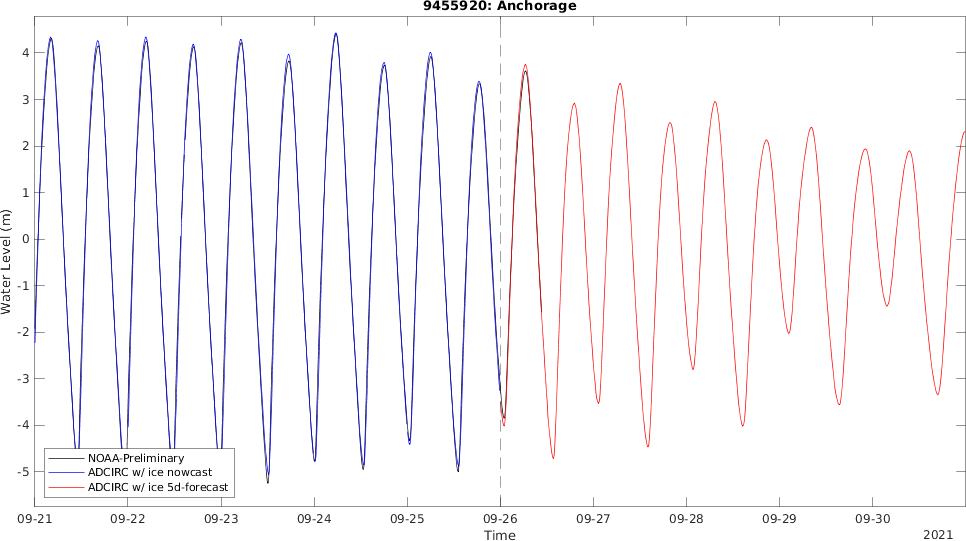 9455920: Anchorage
4
3
2
1
0
-1
-2
-3
-4
-5
Water Level (m)
NOAA-Preliminary
ADCIRC w/ ice nowcast
ADCIRC w/ ice 5d-forecast
09-21 09-22 09-23 09-24 09-25 09-26 09-27 09-28 09-29 09-30
Time
2021